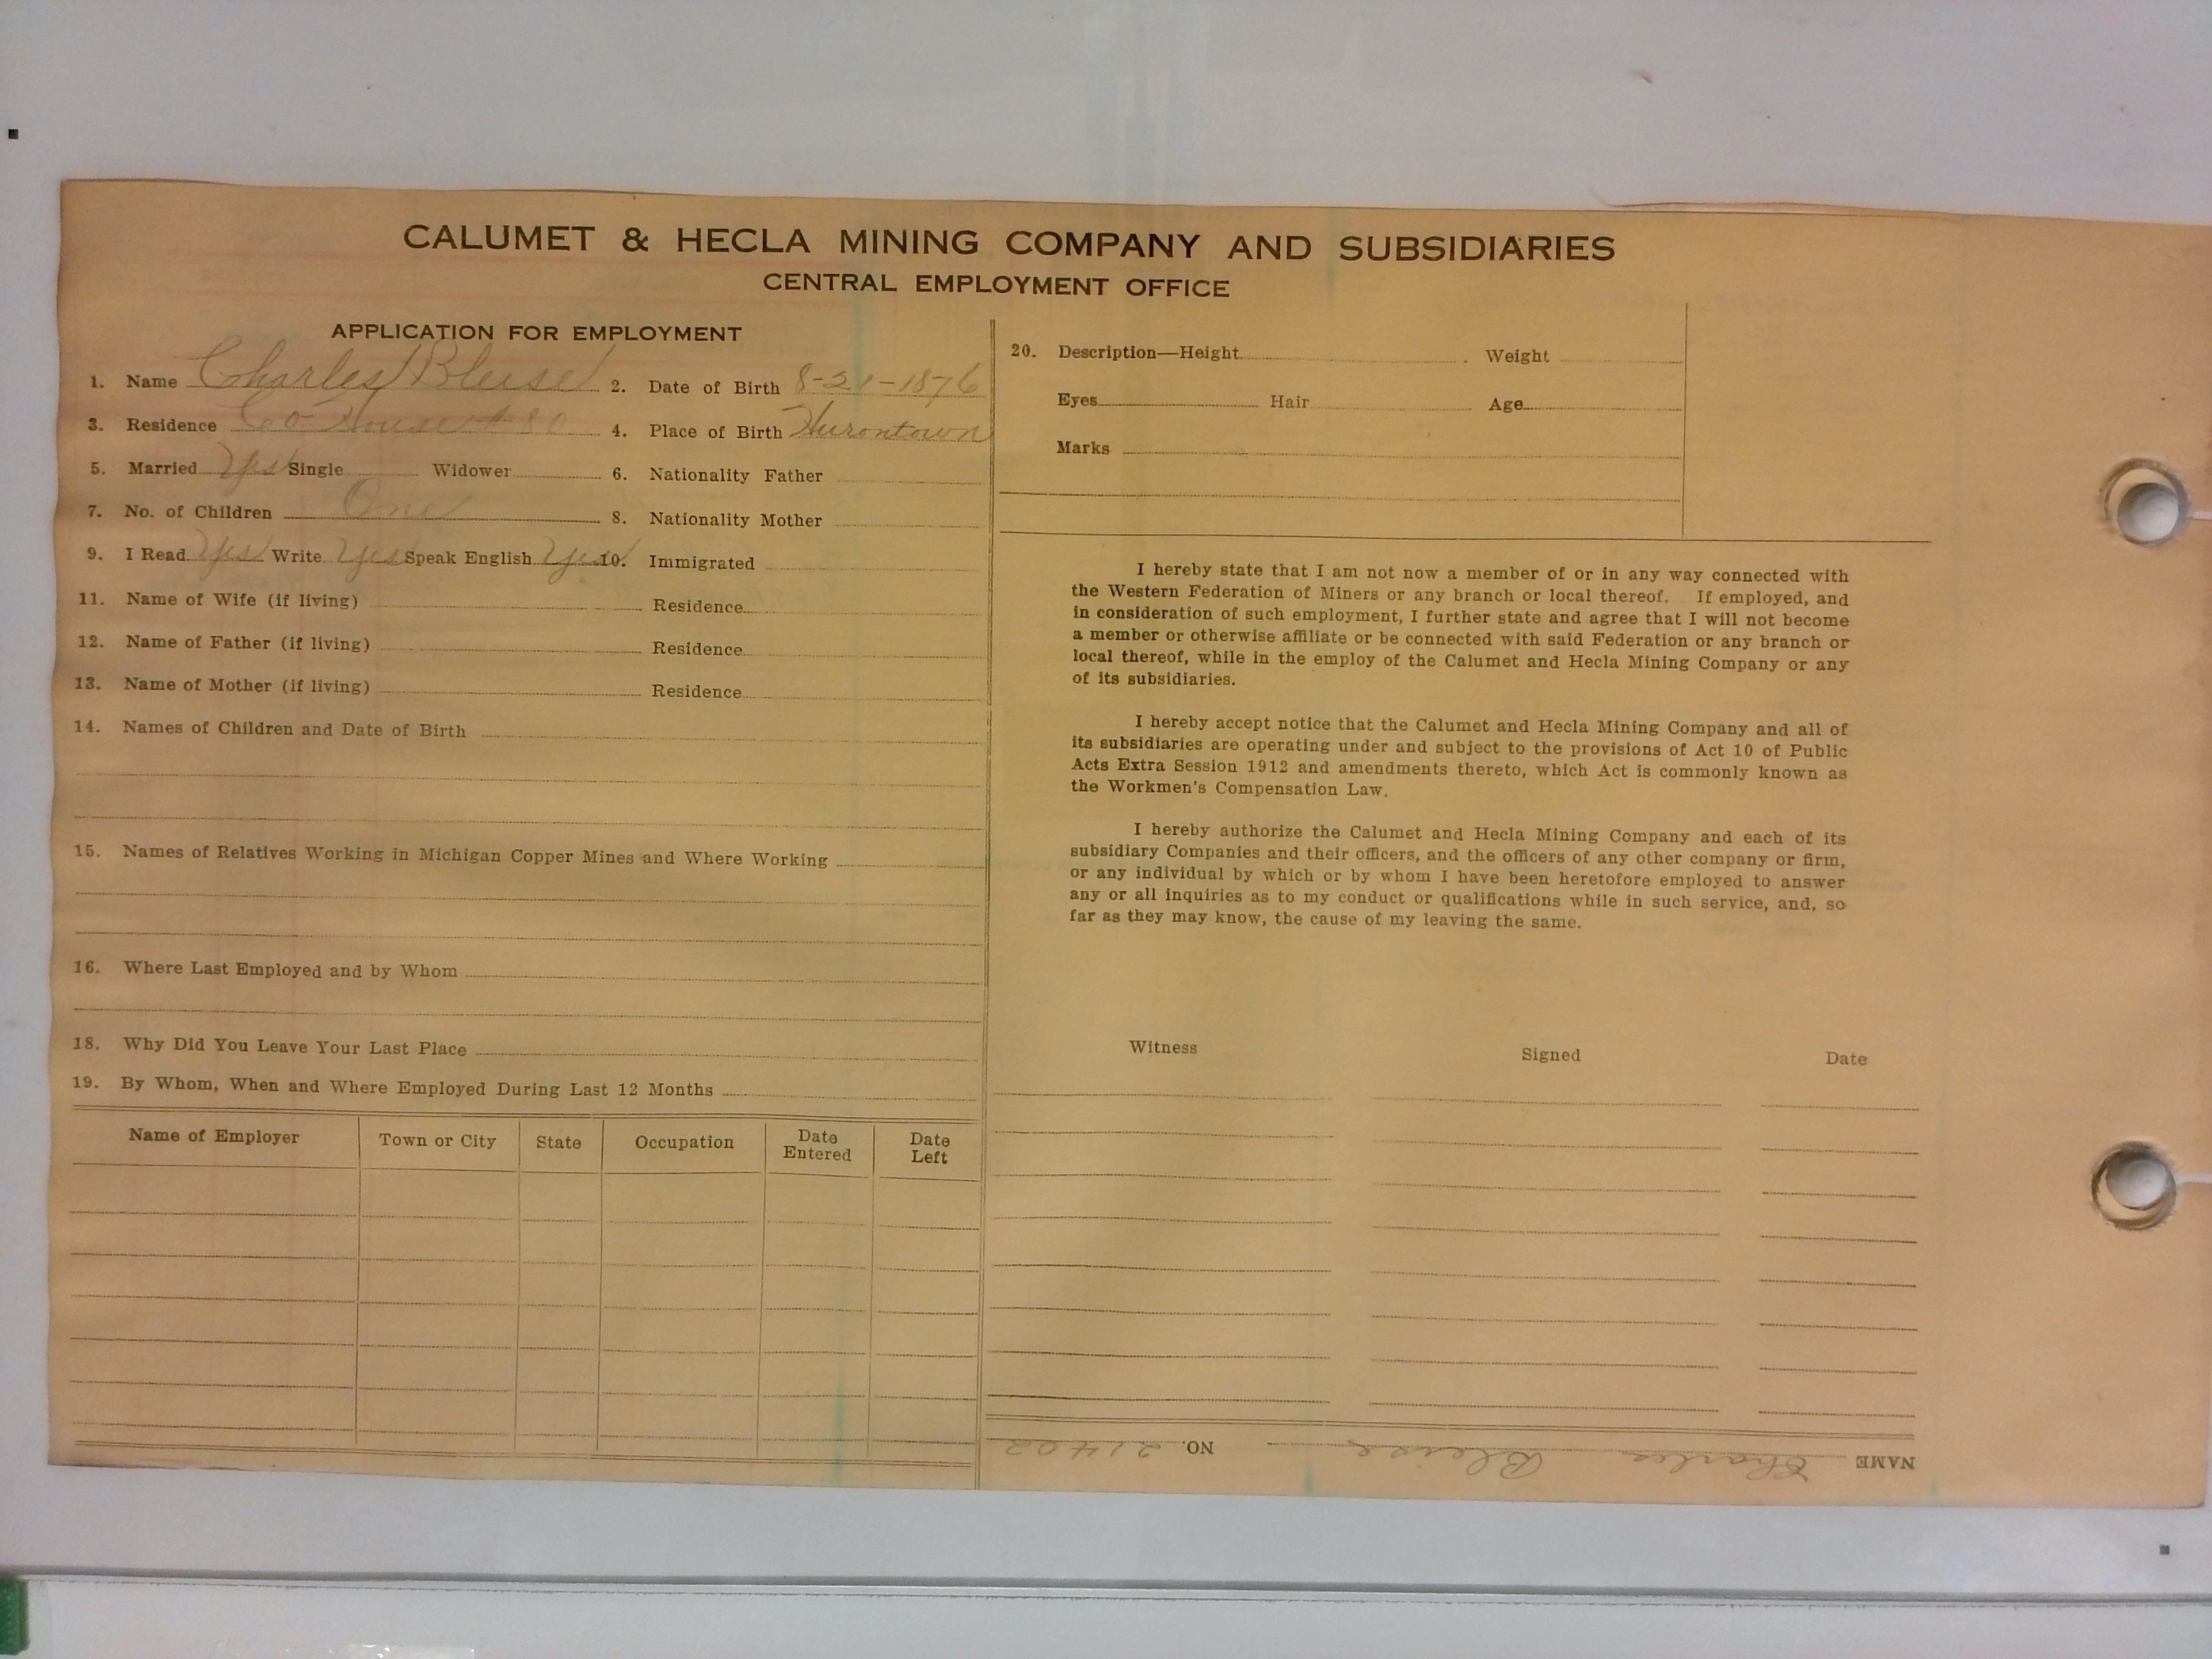 CALUMET & HECLA MINING COMPANY AND SUBSIDIARIES
CENTRAL EMPLOYMENT OFFICE
APPLICATION FOR EMPLOYMENT
1. Name Charles Bleise 2. Date of Birth 8-21-1876
3. Residence Co House #80 4. Place of Birth Hurontown
5. Married Yes Single Widower 6. Nationality Father
7. No. of Children One 8. Nationality Mother
9. I Read Yes Write Yes Speak English Yes 10. Immigrated
11. Name of Wife (if living) Residence
12. Name of Father (if living) Residence
13. Name of Mother (if living) Residence
14. Names of Children and Date of Birth
15. Names of Relatives Working in Michigan Copper Mines and Where Working
16. Where Last Employed and by Whom
18. Why Did You Leave Your Last Place
19. By Whom, When and Where Employed During Last 12 Months
Name of Employer Town or City State Occupation Date Entered Date Left
20. Description—Height Weight
Eyes Hair Age
Marks
I hereby state that I am not now a member of or in any way connected with
the Western Federation of Miners or any branch or local thereof. If employed, and
in consideration of such employment, I further state and agree that I will not become
a member or otherwise affiliate or be connected with said Federation or any branch or
local thereof, while in the employ of the Calumet and Hecla Mining Company or any
of its subsidiaries.
I hereby accept notice that the Calumet and Hecla Mining Company and all of
its subsidiaries are operating under and subject to the provisions of Act 10 of Public
Acts Extra Session 1912 and amendments thereto, which Act is commonly known as
the Workmen's Compensation Law.
I hereby authorize the Calumet and Hecla Mining Company and each of its
subsidiary Companies and their officers, and the officers of any other company or firm,
or any individual by which or by whom I have been heretofore employed to answer
any or all inquiries as to my conduct or qualifications while in such service, and, so
far as they may know, the cause of my leaving the same.
Witness Signed Date
NAME Charles Bleise NO. 21402